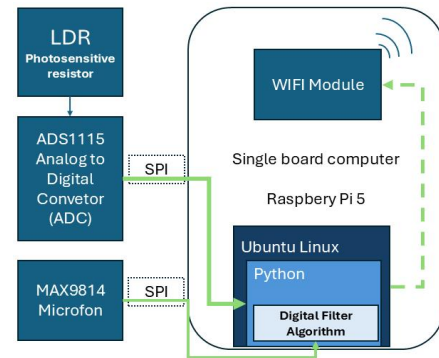 LDR
Photosensitive
resistor
ADS1115
Analog to
Digital
Convetor
(ADC)
SPI
MAX9814
Microfon
SPI
WIFI Module
Single board computer
Raspbery Pi 5
Ubuntu Linux
Python
Digital Filter
Algorithm